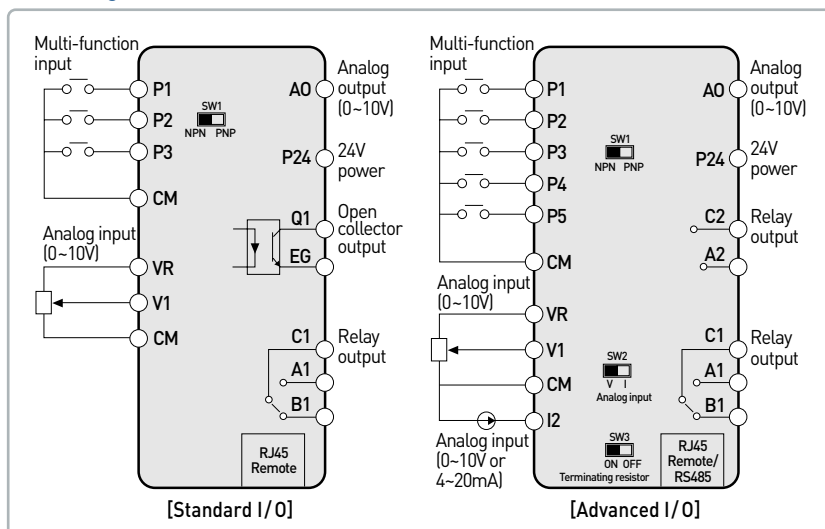 Multi-function
input
P1
P2
P3
CM
SW1
NPN PNP
Analog input
(0~10V)
VR
V1
CM
AO
Analog
output
(0~10V)
P24
24V
power
Q1
EG
Open
collector
output
C1
A1
B1
Relay
output
RJ45
Remote
[Standard I/O]
Multi-function
input
P1
P2
P3
P4
P5
CM
SW1
NPN PNP
Analog input
(0~10V)
VR
V1
CM
I2
Analog input
(0~10V or
4~20mA)
SW2
V I
Analog input
SW3
ON OFF
Terminating resistor
AO
Analog
output
(0~10V)
P24
24V
power
C2
A2
Relay
output
C1
A1
B1
Relay
output
RJ45
Remote/
RS485
[Advanced I/O]